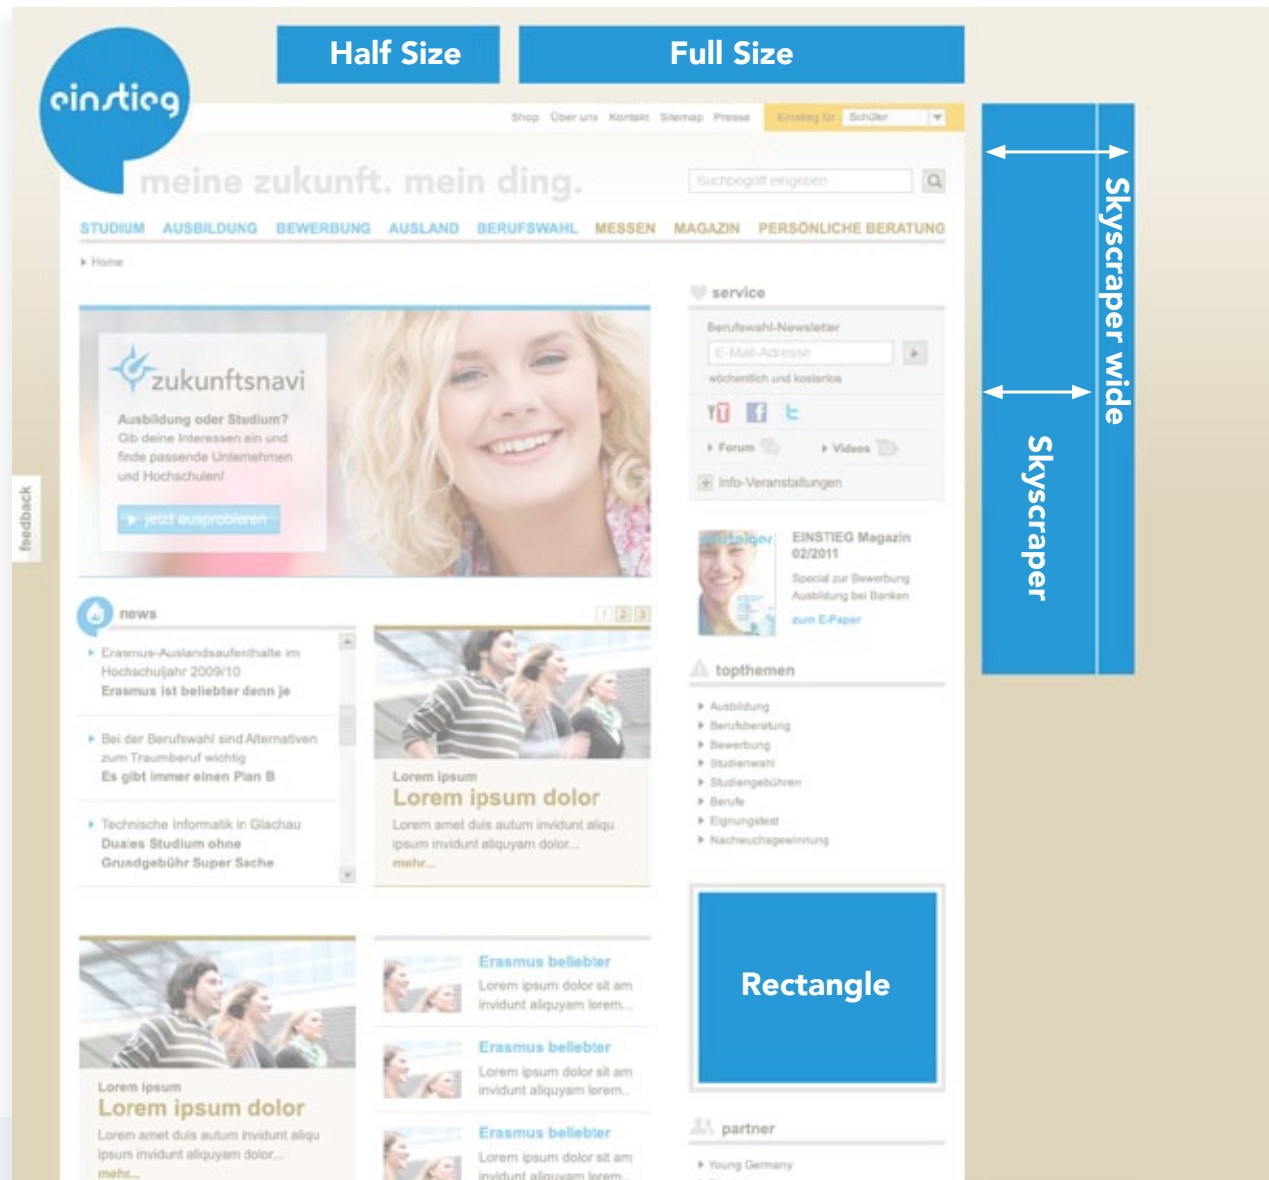 Half Size
Full Size
einstieg
Shop Über uns Kontakt Sitemap Presse
Einstieg für Schüler
meine zukunft. mein ding.
Suchbegriff eingeben
STUDIUM AUSBILDUNG BEWERBUNG AUSLAND BERUFSWAHL MESSEN MAGAZIN PERSÖNLICHE BERATUNG
Home
zukunftsnavi
Ausbildung oder Studium?
Gib deine Interessen ein und
finde passende Unternehmen
und Hochschulen!
jetzt ausprobieren
feedback
service
Berufswahl-Newsletter
E-Mail-Adresse
wöchentlich und kostenlos
Forum
Videos
Info-Veranstaltungen
EINSTIEG Magazin
02/2011
Special zur Bewerbung
Ausbildung bei Banken
zum E-Paper
Skyscraper wide
Skyscraper
news
1 2 3
Erasmus-Auslandsaufenthalte im
Hochschuljahr 2009/10
Erasmus ist beliebter denn je
Bei der Berufswahl sind Alternativen
zum Traumberuf wichtig
Es gibt immer einen Plan B
Technische Informatik in Glachau
Duales Studium ohne
Grundgebühr Super Sache
Lorem ipsum
Lorem ipsum dolor
Lorem amet duis autum invidunt aliqu
ipsum invidunt aliquyam dolor...
mehr...
topthemen
Ausbildung
Berufsberatung
Bewerbung
Studienwahl
Studiengebühren
Berufe
Eignungstest
Nachwuchsgewinnung
Rectangle
Lorem ipsum
Lorem ipsum dolor
Lorem amet duis autum invidunt aliqu
ipsum invidunt aliquyam dolor...
mehr...
Erasmus beliebter
Lorem ipsum dolor sit am
invidunt aliquyam lorem...
Erasmus beliebter
Lorem ipsum dolor sit am
invidunt aliquyam lorem..
Erasmus beliebter
Lorem ipsum dolor sit am
invidunt aliquyam lorem..
partner
Young Germany